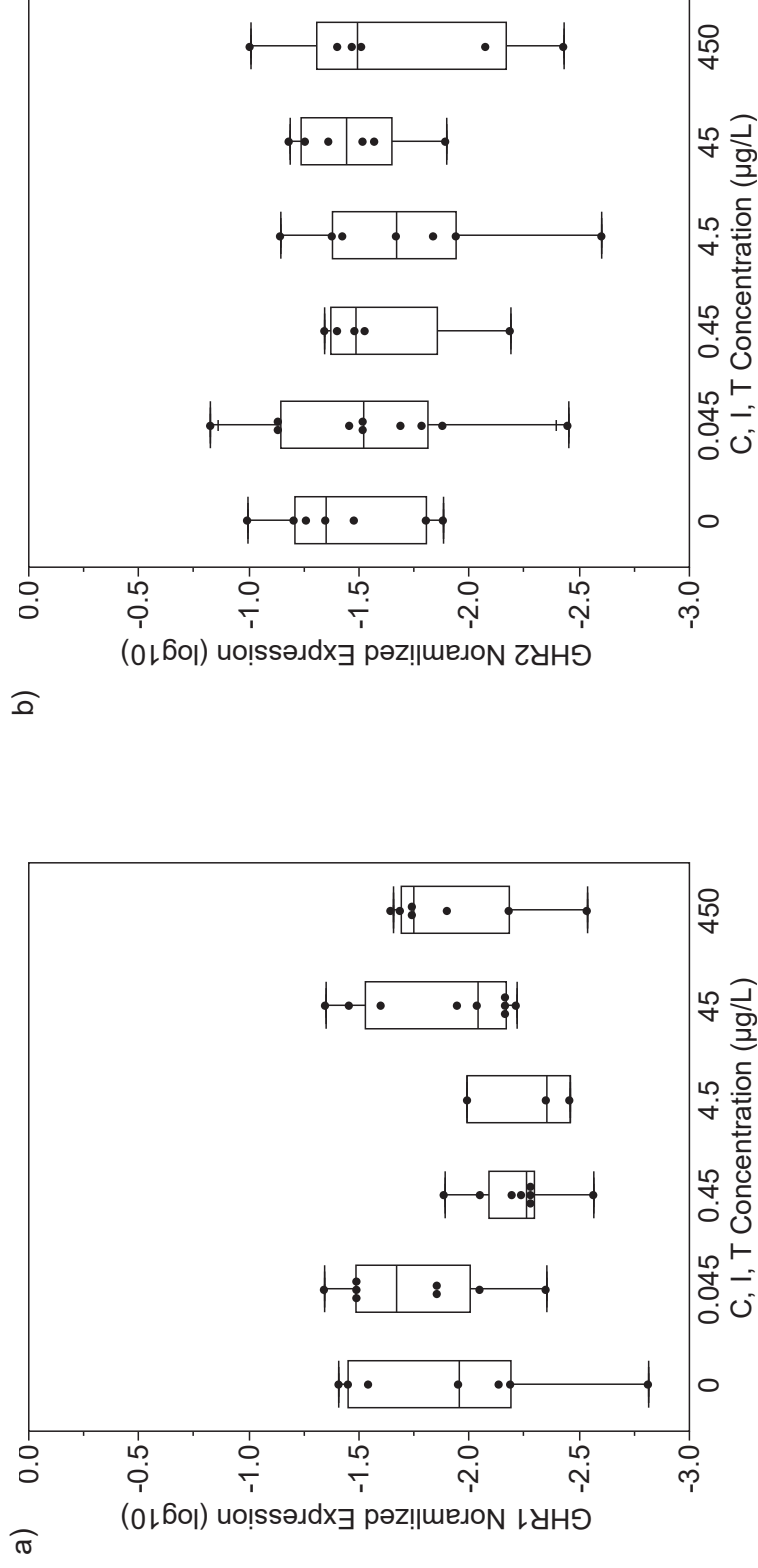 a)
GHR1 Noramlized Expression (log10)
0.0
-0.5
-1.0
-1.5
-2.0
-2.5
-3.0
0 0.045 0.45 4.5 45 450
C, I, T Concentration (µg/L)
b)
GHR2 Noramlized Expression (log10)
0.0
-0.5
-1.0
-1.5
-2.0
-2.5
-3.0
0 0.045 0.45 4.5 45 450
C, I, T Concentration (µg/L)